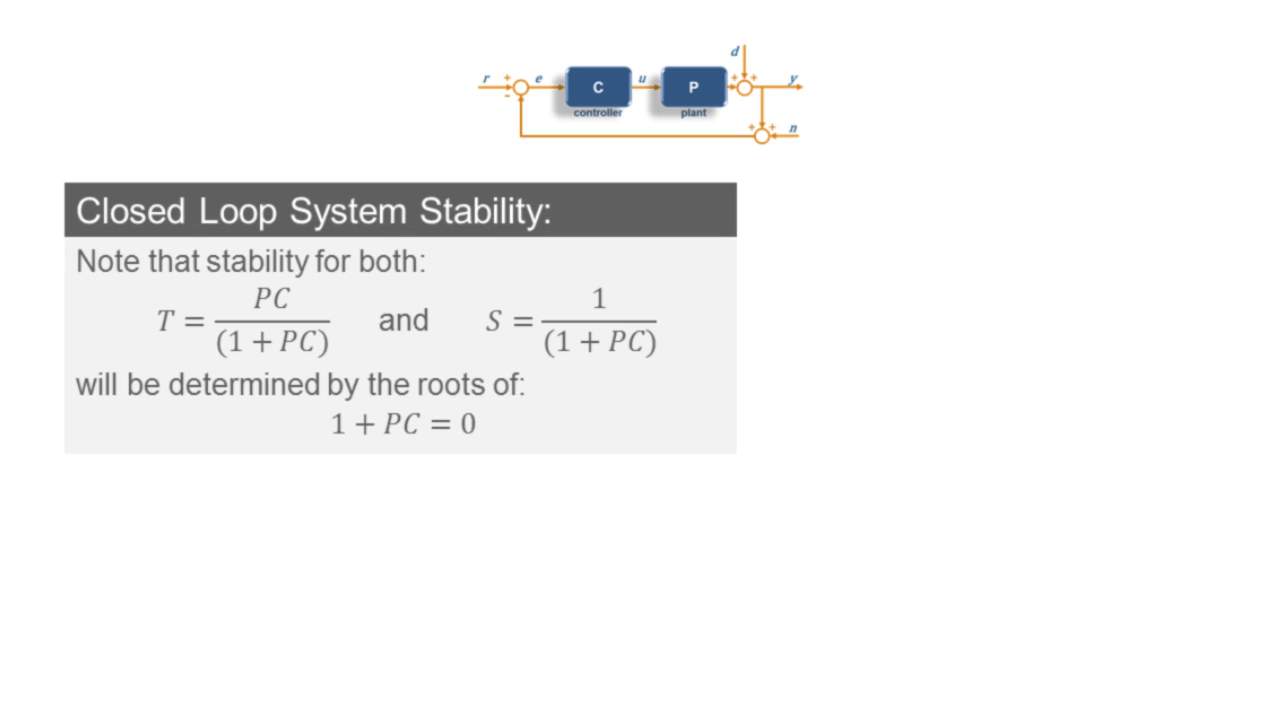 d
r + e C u P + + y
- controller plant + + n
Closed Loop System Stability:
Note that stability for both:
T = PC / (1 + PC) and S = 1 / (1 + PC)
will be determined by the roots of:
1 + PC = 0